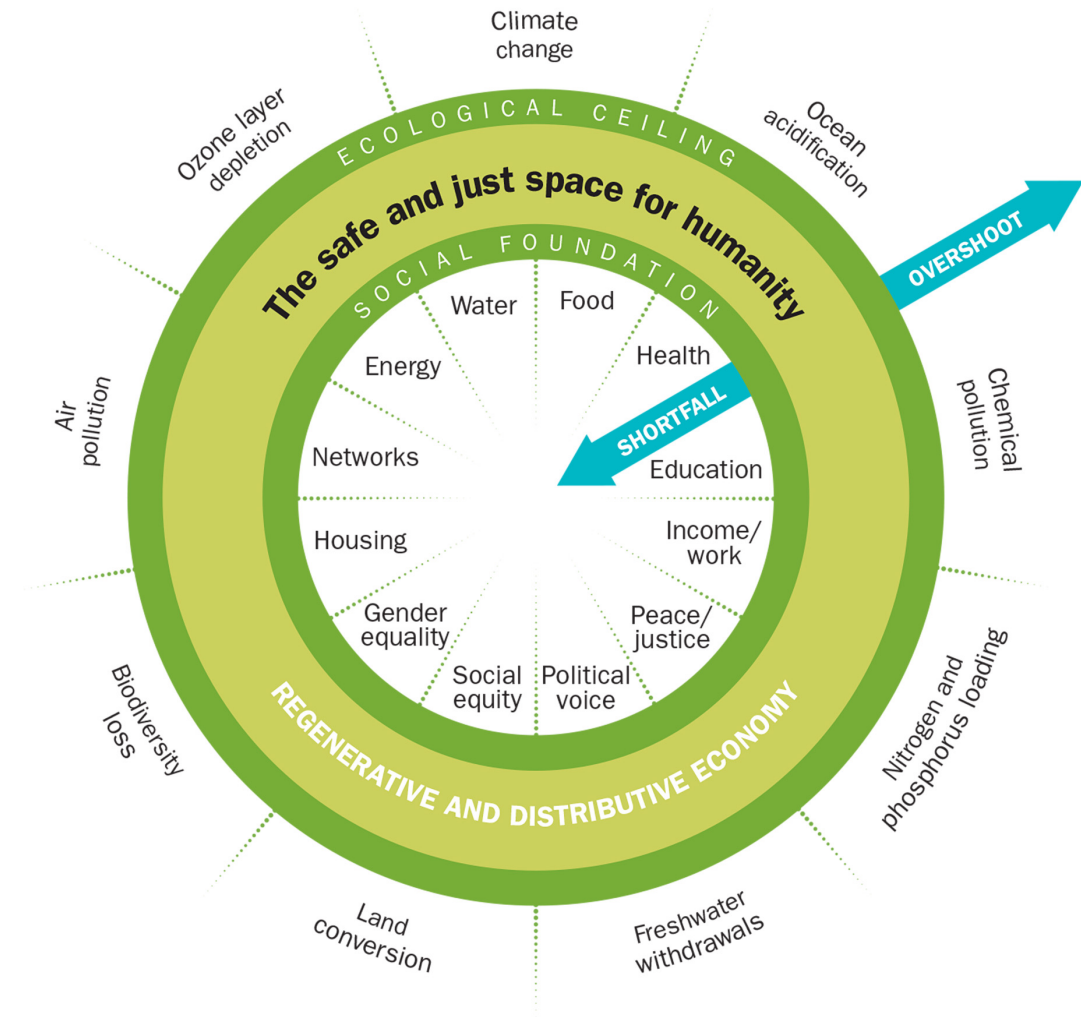 Climate
change
Ocean
acidification
Chemical
pollution
Nitrogen and
phosphorus loading
Freshwater
withdrawals
Land
conversion
Biodiversity
loss
Air
pollution
Ozone layer
depletion
ECOLOGICAL CEILING
OVERSHOOT
The safe and just space for humanity
SOCIAL FOUNDATION
Water
Food
Health
SHORTFALL
Education
Income/
work
Peace/
justice
Political
voice
Social
equity
Gender
equality
Housing
Networks
Energy
REGENERATIVE AND DISTRIBUTIVE ECONOMY